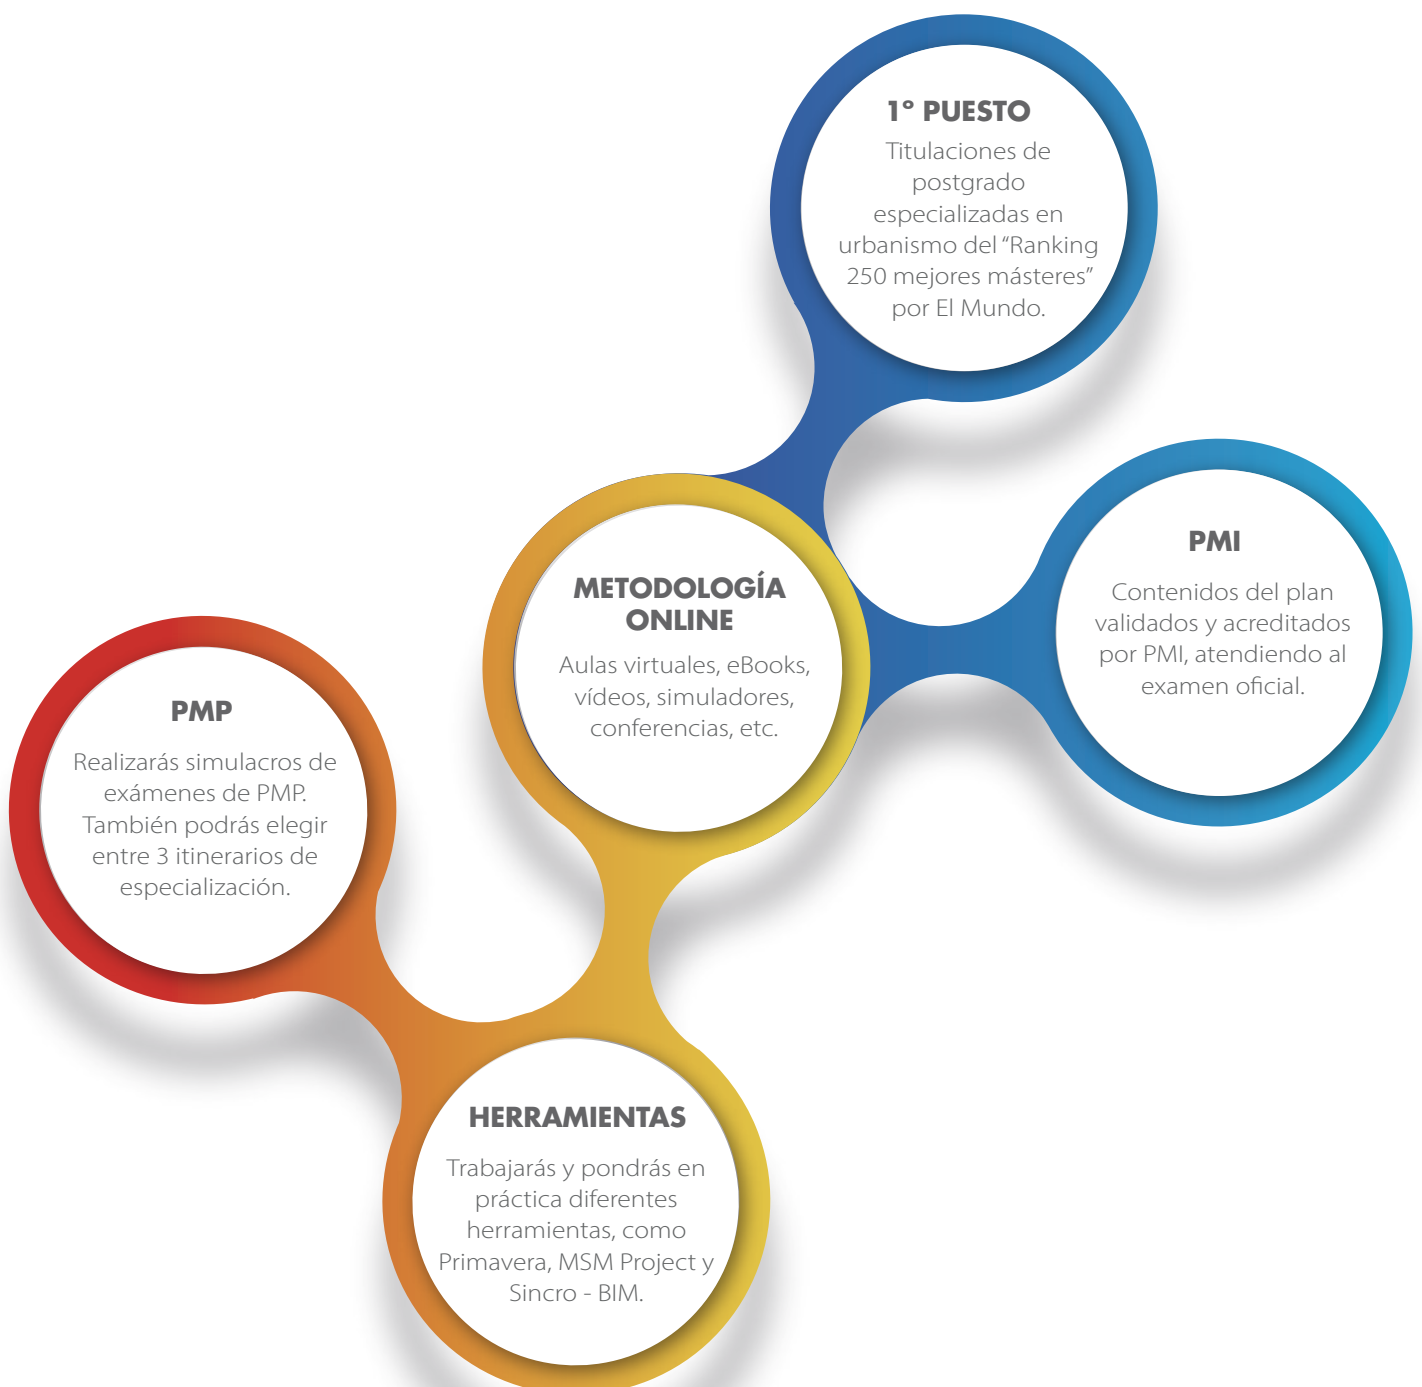 1º PUESTO
Titulaciones de
postgrado
especializadas en
urbanismo del “Ranking
250 mejores másteres”
por El Mundo.
PMI
Contenidos del plan
validados y acreditados
por PMI, atendiendo al
examen oficial.
METODOLOGÍA
ONLINE
Aulas virtuales, eBooks,
vídeos, simuladores,
conferencias, etc.
PMP
Realizarás simulacros de
exámenes de PMP.
También podrás elegir
entre 3 itinerarios de
especialización.
HERRAMIENTAS
Trabajarás y pondrás en
práctica diferentes
herramientas, como
Primavera, MSM Project y
Sincro - BIM.